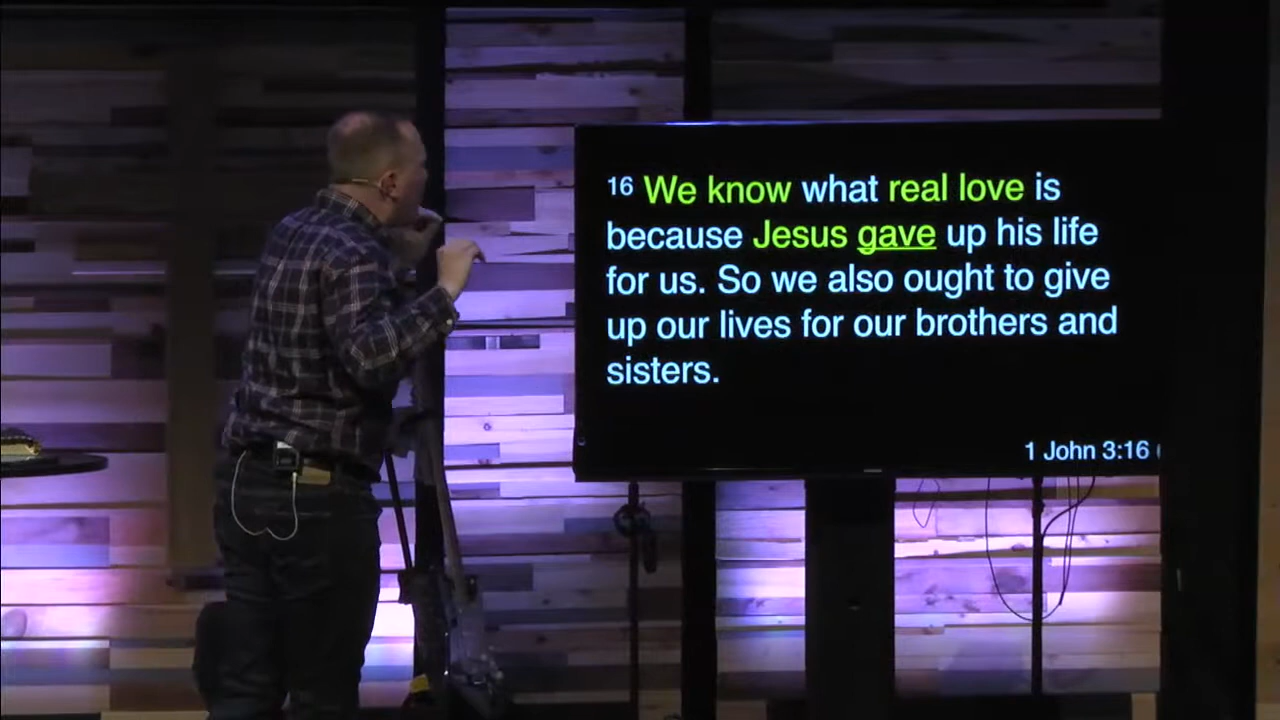 16 We know what real love is
because Jesus gave up his life
for us. So we also ought to give
up our lives for our brothers and
sisters.
1 John 3:16